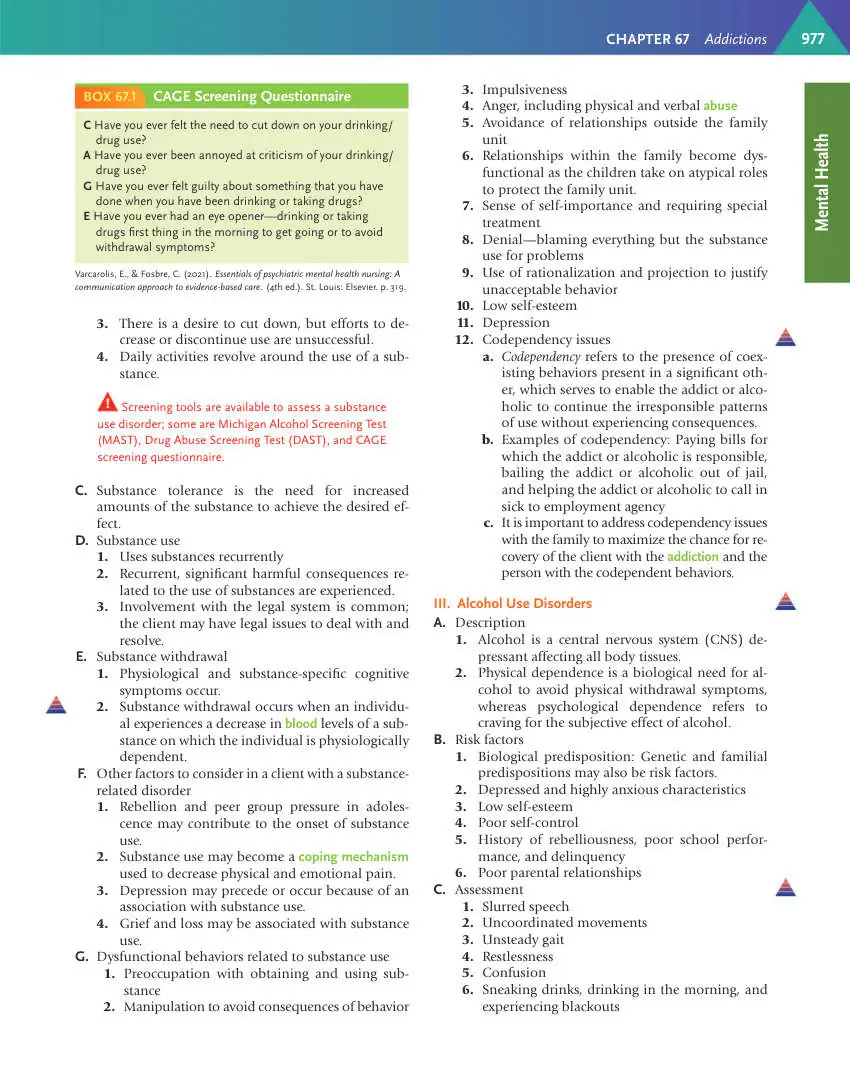 CHAPTER 67 Addictions 977
BOX 67.1 CAGE Screening Questionnaire
C Have you ever felt the need to cut down on your drinking/
drug use?
A Have you ever been annoyed at criticism of your drinking/
drug use?
G Have you ever felt guilty about something that you have
done when you have been drinking or taking drugs?
E Have you ever had an eye opener—drinking or taking
drugs first thing in the morning to get going or to avoid
withdrawal symptoms?
Varcarolis, E., & Fosbre, C. (2021). Essentials of psychiatric mental health nursing: A
communication approach to evidence-based care. (4th ed.). St. Louis: Elsevier. p. 319.
3. There is a desire to cut down, but efforts to de-
crease or discontinue use are unsuccessful.
4. Daily activities revolve around the use of a sub-
stance.
! Screening tools are available to assess a substance
use disorder; some are Michigan Alcohol Screening Test
(MAST), Drug Abuse Screening Test (DAST), and CAGE
screening questionnaire.
C. Substance tolerance is the need for increased
amounts of the substance to achieve the desired ef-
fect.
D. Substance use
1. Uses substances recurrently
2. Recurrent, significant harmful consequences re-
lated to the use of substances are experienced.
3. Involvement with the legal system is common;
the client may have legal issues to deal with and
resolve.
E. Substance withdrawal
1. Physiological and substance-specific cognitive
symptoms occur.
2. Substance withdrawal occurs when an individu-
al experiences a decrease in blood levels of a sub-
stance on which the individual is physiologically
dependent.
F. Other factors to consider in a client with a substance-
related disorder
1. Rebellion and peer group pressure in adoles-
cence may contribute to the onset of substance
use.
2. Substance use may become a coping mechanism
used to decrease physical and emotional pain.
3. Depression may precede or occur because of an
association with substance use.
4. Grief and loss may be associated with substance
use.
G. Dysfunctional behaviors related to substance use
1. Preoccupation with obtaining and using sub-
stance
2. Manipulation to avoid consequences of behavior
3. Impulsiveness
4. Anger, including physical and verbal abuse
5. Avoidance of relationships outside the family
unit
6. Relationships within the family become dys-
functional as the children take on atypical roles
to protect the family unit.
7. Sense of self-importance and requiring special
treatment
8. Denial—blaming everything but the substance
use for problems
9. Use of rationalization and projection to justify
unacceptable behavior
10. Low self-esteem
11. Depression
12. Codependency issues
a. Codependency refers to the presence of coex-
isting behaviors present in a significant oth-
er, which serves to enable the addict or alco-
holic to continue the irresponsible patterns
of use without experiencing consequences.
b. Examples of codependency: Paying bills for
which the addict or alcoholic is responsible,
bailing the addict or alcoholic out of jail,
and helping the addict or alcoholic to call in
sick to employment agency
c. It is important to address codependency issues
with the family to maximize the chance for re-
covery of the client with the addiction and the
person with the codependent behaviors.
III. Alcohol Use Disorders
A. Description
1. Alcohol is a central nervous system (CNS) de-
pressant affecting all body tissues.
2. Physical dependence is a biological need for al-
cohol to avoid physical withdrawal symptoms,
whereas psychological dependence refers to
craving for the subjective effect of alcohol.
B. Risk factors
1. Biological predisposition: Genetic and familial
predispositions may also be risk factors.
2. Depressed and highly anxious characteristics
3. Low self-esteem
4. Poor self-control
5. History of rebelliousness, poor school perfor-
mance, and delinquency
6. Poor parental relationships
C. Assessment
1. Slurred speech
2. Uncoordinated movements
3. Unsteady gait
4. Restlessness
5. Confusion
6. Sneaking drinks, drinking in the morning, and
experiencing blackouts
Mental Health